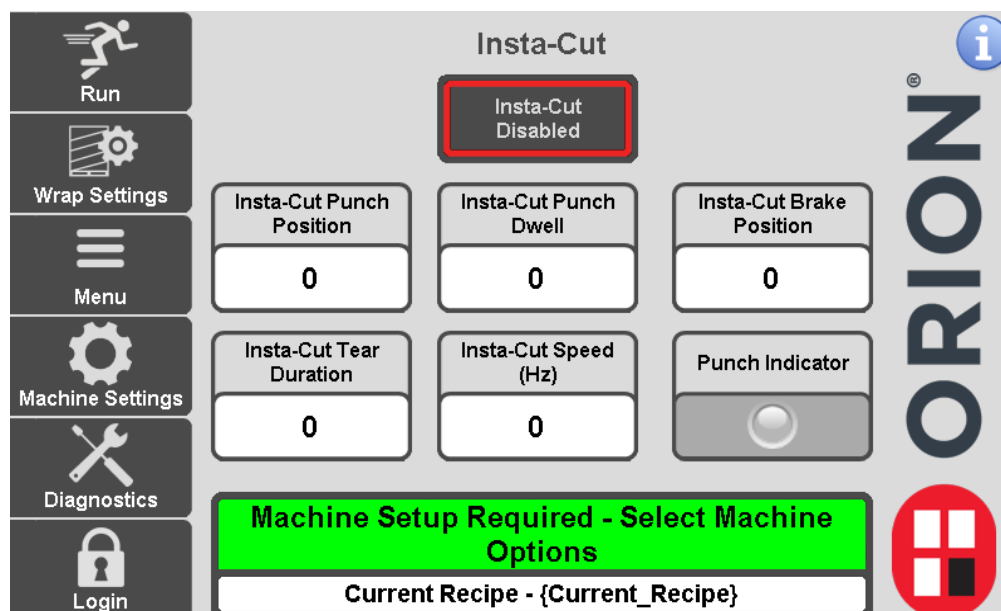 Run
Wrap Settings
Menu
Machine Settings
Diagnostics
Login
Insta-Cut
Insta-Cut
Disabled
Insta-Cut Punch
Position
0
Insta-Cut Punch
Dwell
0
Insta-Cut Brake
Position
0
Insta-Cut Tear
Duration
0
Insta-Cut Speed
(Hz)
0
Punch Indicator
Machine Setup Required - Select Machine
Options
Current Recipe - {Current_Recipe}
i
ORION®